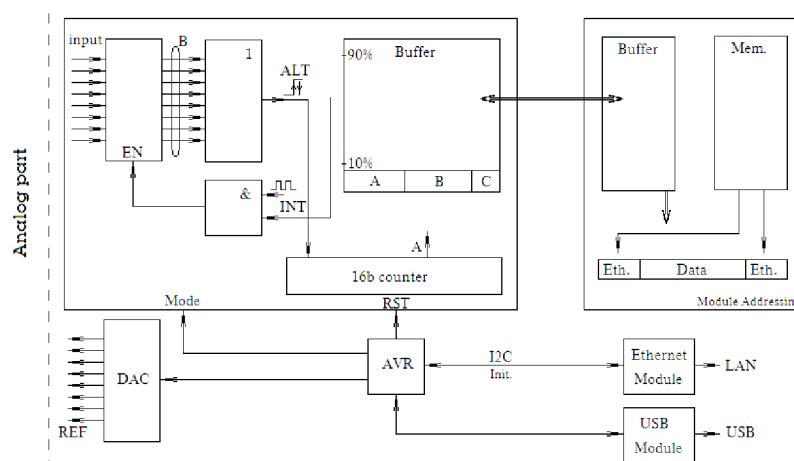 Analog part
input
B
EN
1
ALT
&
INT
90%
Buffer
10%
A
B
C
A
16b counter
Mode
RST
Buffer
Mem.
Eth.
Data
Eth.
Module Addressin
DAC
REF
AVR
I2C
Init.
Ethernet
Module
LAN
USB
Module
USB